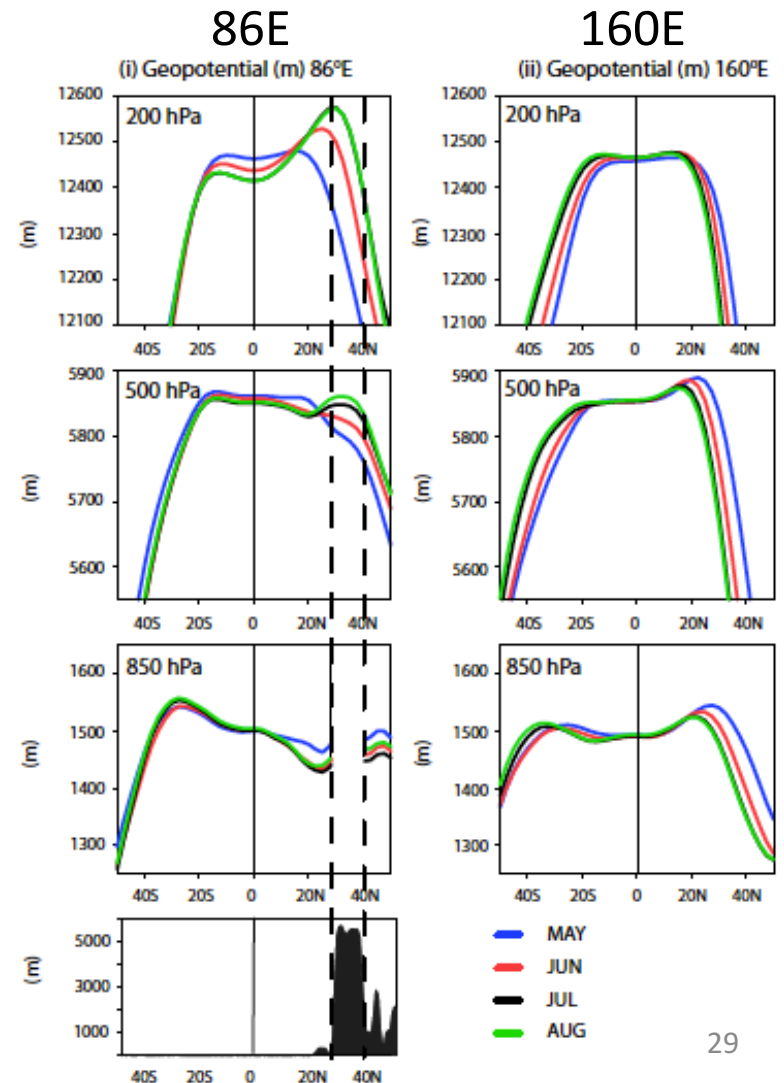 86E 160E
(i) Geopotential (m) 86ºE (ii) Geopotential (m) 160ºE
12600 12600
200 hPa 200 hPa
12500 12500
12400 12400
(m) (m)
12300 12300
12200 12200
12100 12100
40S 20S 0 20N 40N 40S 20S 0 20N 40N
5900 5900
500 hPa 500 hPa
5800 5800
(m) (m)
5700 5700
5600 5600
40S 20S 0 20N 40N 40S 20S 0 20N 40N
850 hPa 850 hPa
1600 1600
1500 1500
(m) (m)
1400 1400
1300 1300
40S 20S 0 20N 40N 40S 20S 0 20N 40N
5000
(m)
3000
1000
40S 20S 0 20N 40N
MAY
JUN
JUL
AUG
29